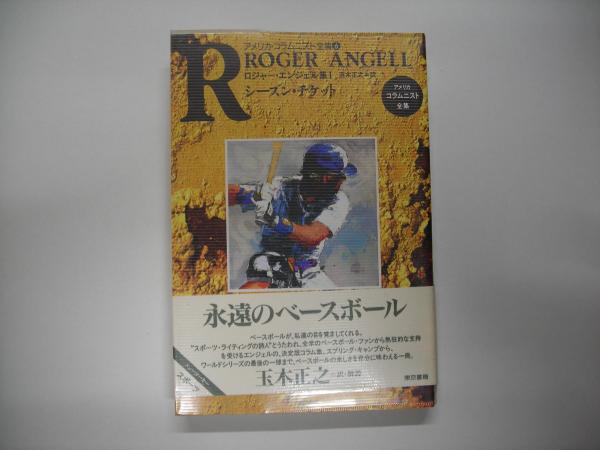 アメリカ・コラムニスト全集
R
ROGER ANGELL
ロジャー・エンジェル集 I 玉木正之=訳
シーズン・チケット
アメリカ
コラムニスト
全集
永遠のベースボール
ベースボールが、私達の目を覚ましてくれる。
“スポーツ・ライティングの詩人”とうたわれ、全米のベースボール・ファンから熱狂的な支持
を受けるエンジェルの、決定版コラム集。スプリング・キャンプから、
ワールドシリーズの最後の一球まで、ベースボールの楽しさを存分に味わえる一冊。
玉木正之 訳・解説
東京書籍